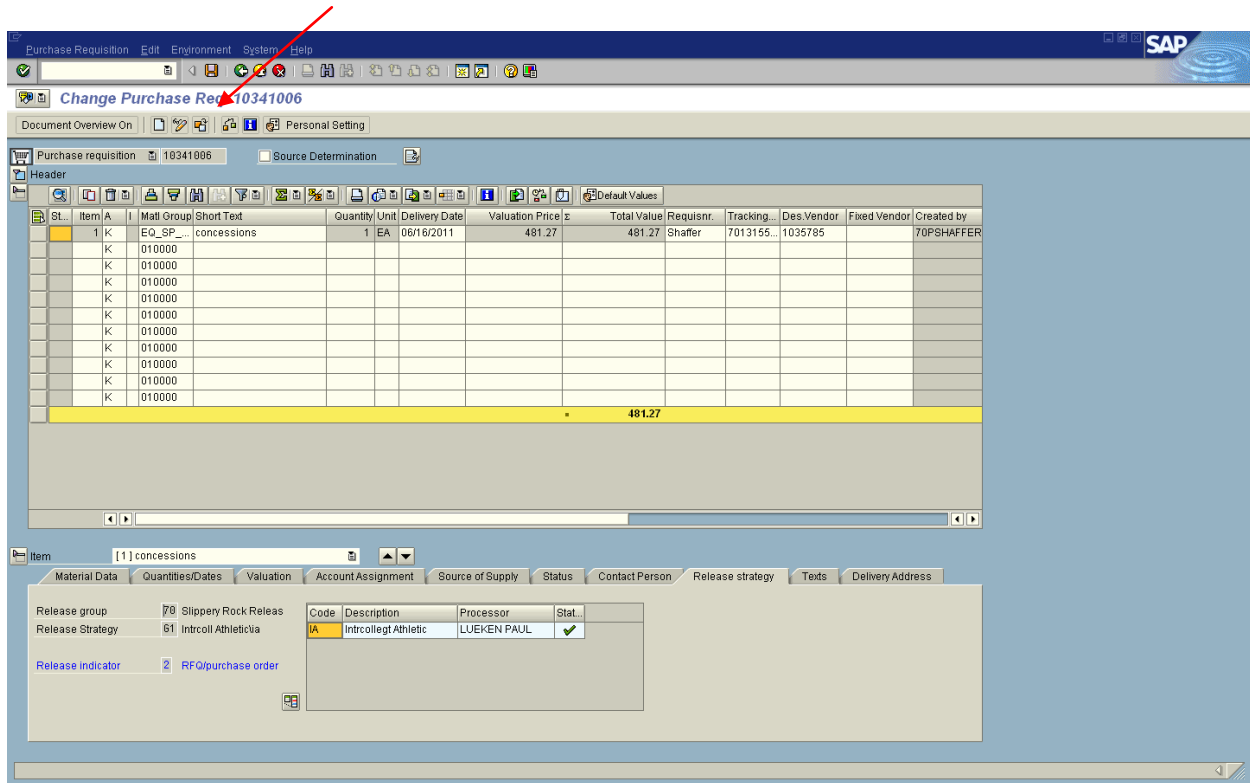 Purchase Requisition Edit Environment System Help
SAP
Change Purchase Req. 10341006
Document Overview On Personal Setting
Purchase requisition 10341006 Source Determination
Header
Default Values
St... Item A I Matl Group Short Text Quantity Unit Delivery Date Valuation Price Σ Total Value Requisnr. Tracking... Des.Vendor Fixed Vendor Created by
1 K EQ_SP_... concessions 1 EA 06/16/2011 481.27 481.27 Shaffer 7013155... 1035785 70PSHAFFER
K 010000
K 010000
K 010000
K 010000
K 010000
K 010000
K 010000
K 010000
K 010000
K 010000
481.27
Item [ 1 ] concessions
Material Data Quantities/Dates Valuation Account Assignment Source of Supply Status Contact Person Release strategy Texts Delivery Address
Release group 70 Slippery Rock Releas Code Description Processor Stat...
Release Strategy 61 Intrcoll Athletic\ia IA Intrcollegt Athletic LUEKEN PAUL
Release indicator 2 RFQ/purchase order